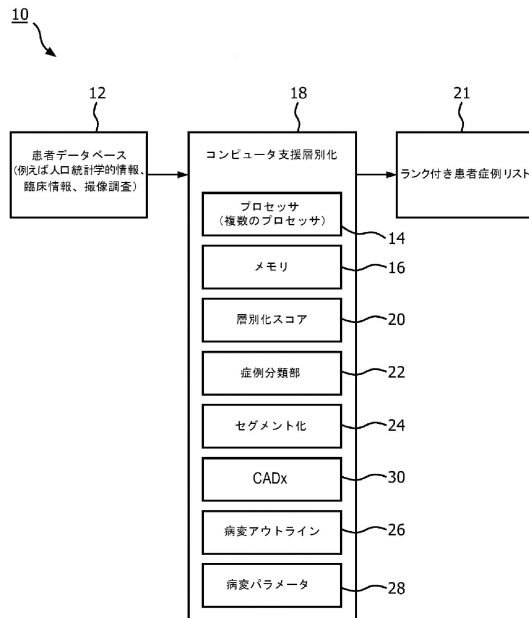 10
12
患者データベース
(例えば人口統計学的情報、
臨床情報、撮像調査)
18
コンピュータ支援層別化
プロセッサ
(複数のプロセッサ)
14
メモリ
16
層別化スコア
20
症例分類部
22
セグメント化
24
CADx
30
病変アウトライン
26
病変パラメータ
28
21
ランク付き患者症例リスト